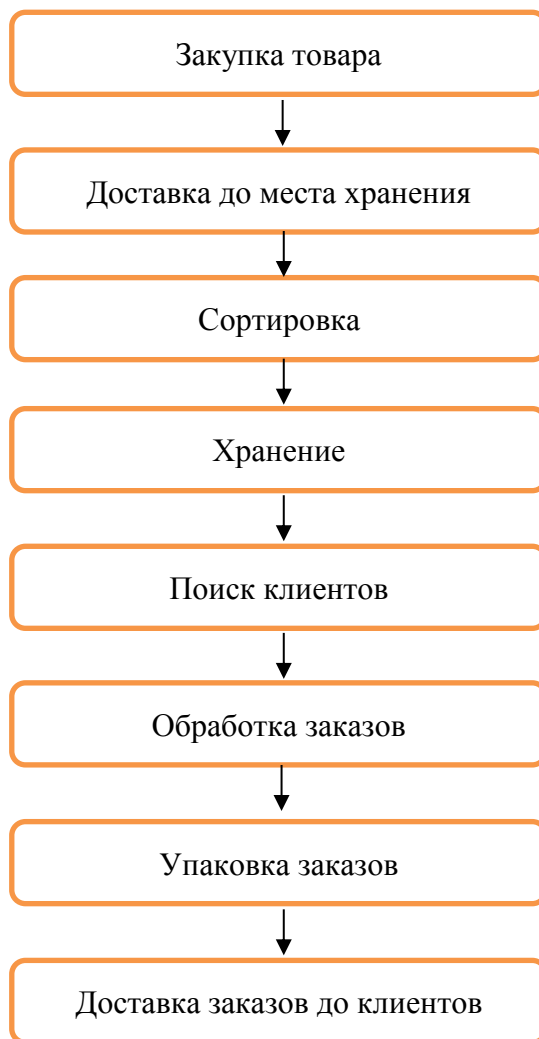 Закупка товара
Доставка до места хранения
Сортировка
Хранение
Поиск клиентов
Обработка заказов
Упаковка заказов
Доставка заказов до клиентов